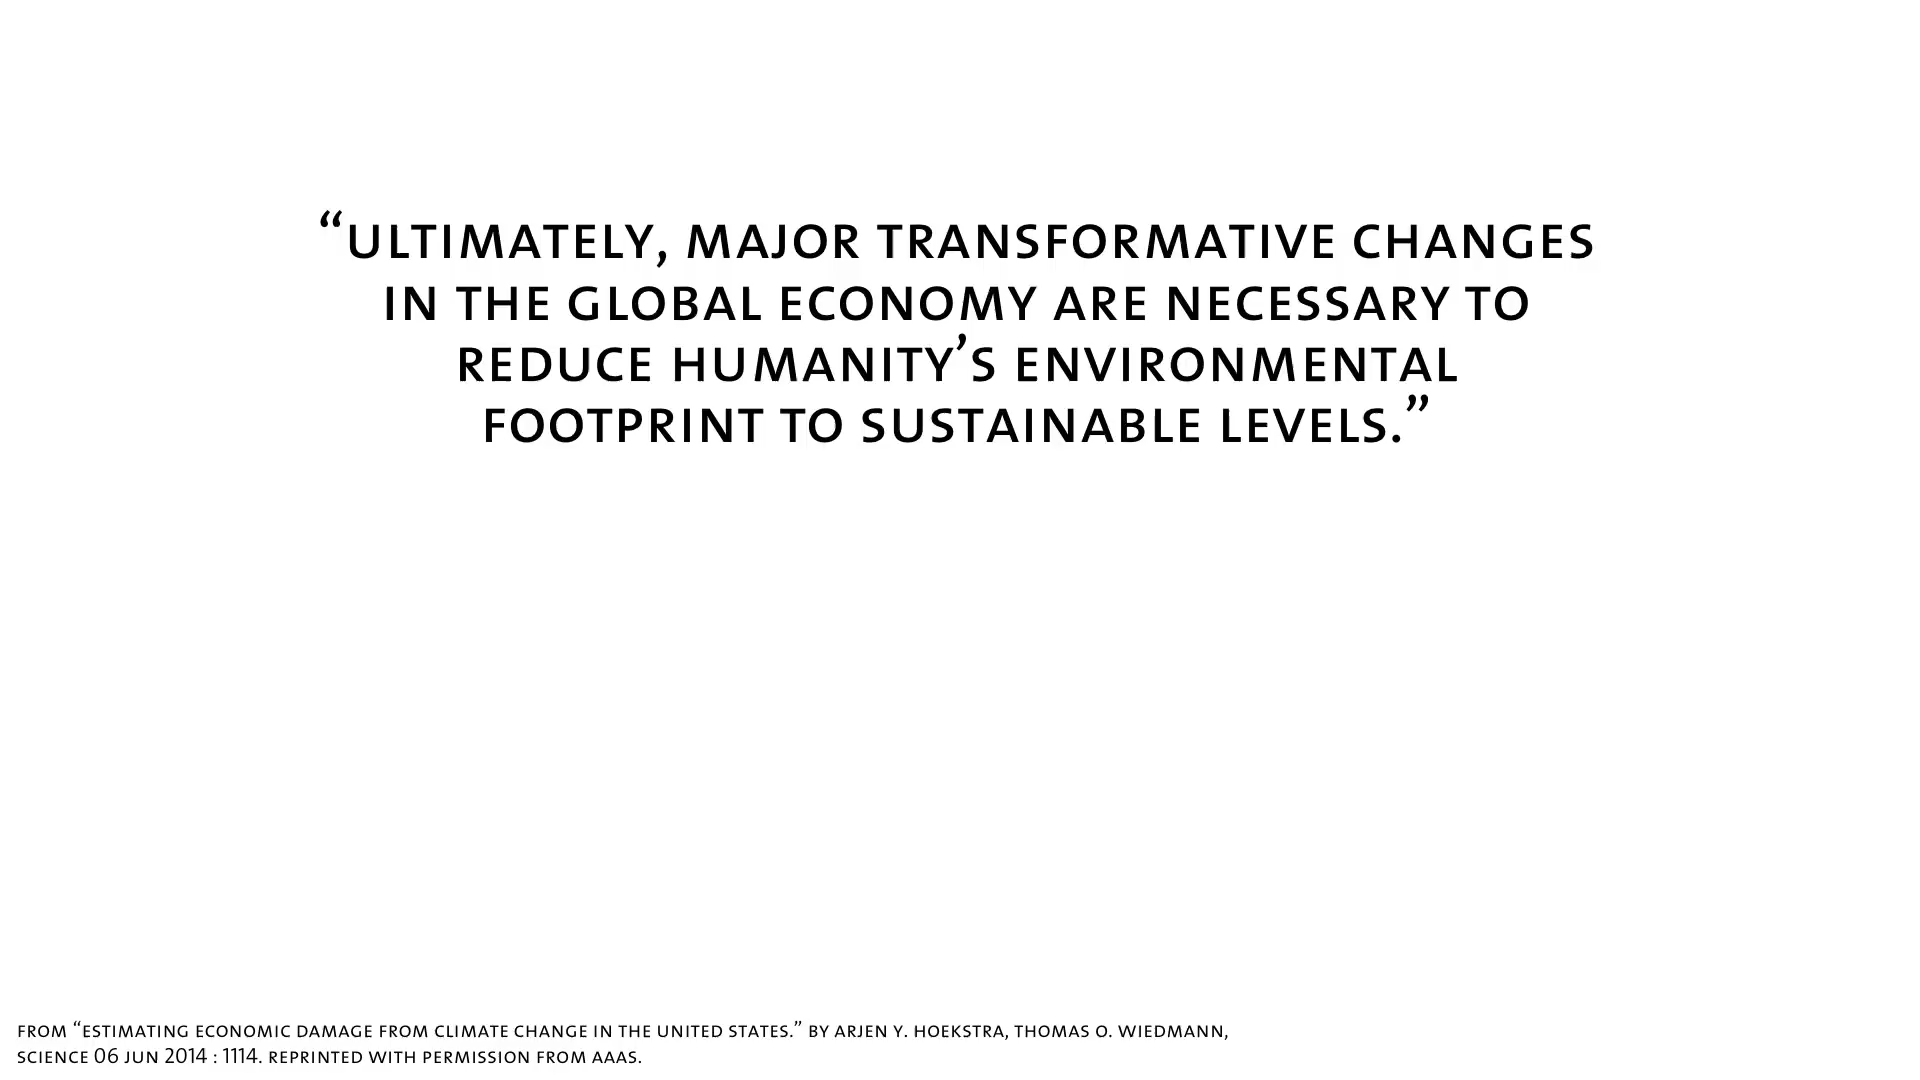 “ULTIMATELY, MAJOR TRANSFORMATIVE CHANGES
IN THE GLOBAL ECONOMY ARE NECESSARY TO
REDUCE HUMANITY’S ENVIRONMENTAL
FOOTPRINT TO SUSTAINABLE LEVELS.”
FROM “ESTIMATING ECONOMIC DAMAGE FROM CLIMATE CHANGE IN THE UNITED STATES.” BY ARJEN Y. HOEKSTRA, THOMAS O. WIEDMANN,
SCIENCE 06 JUN 2014 : 1114. REPRINTED WITH PERMISSION FROM AAAS.